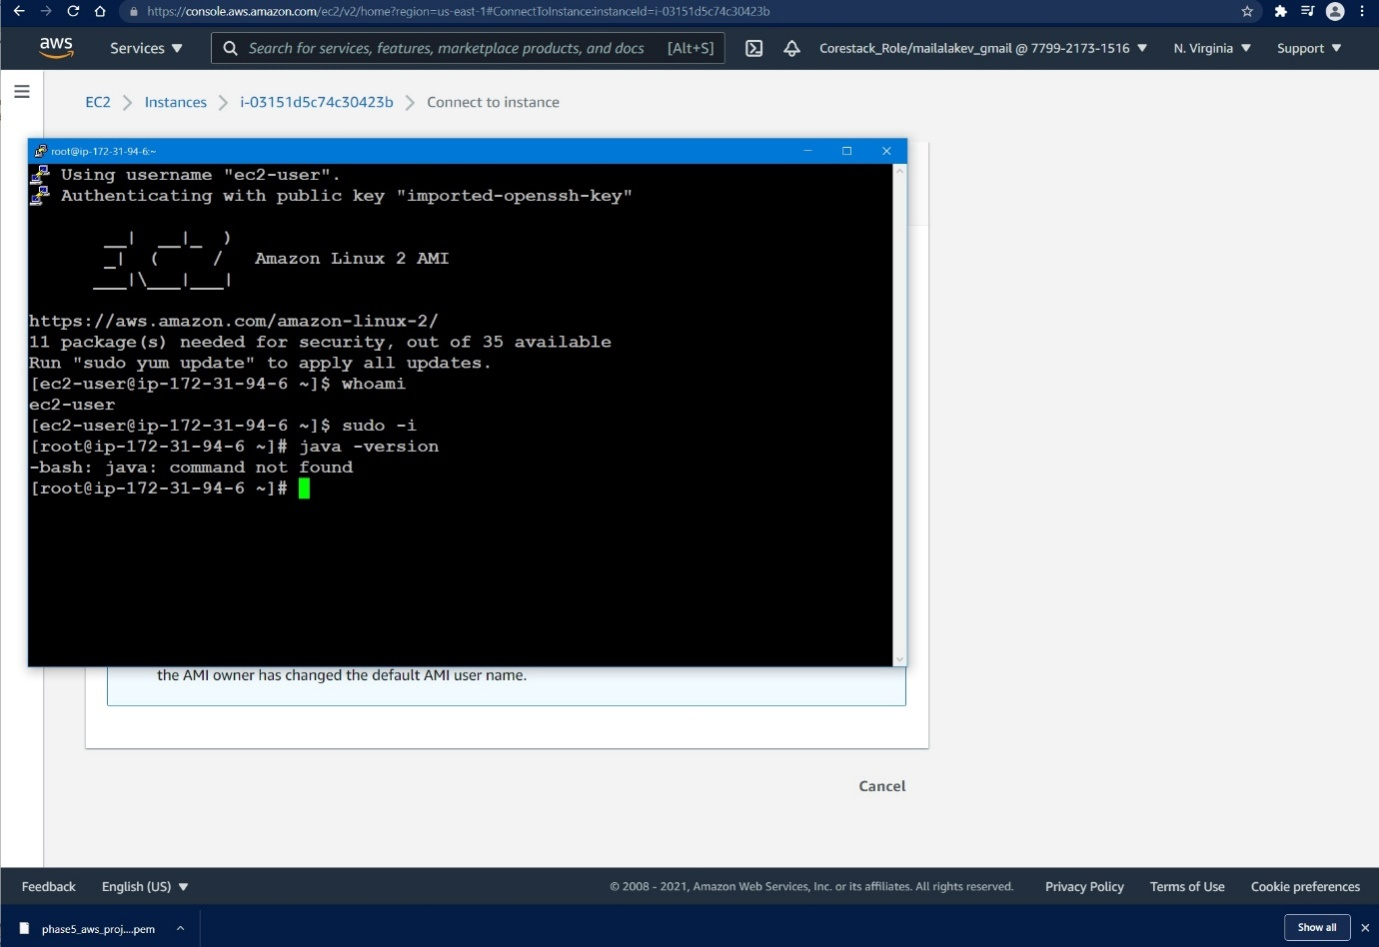 https://console.aws.amazon.com/ec2/v2/home?region=us-east-1#ConnectToInstance:instanceId=i-03151d5c74c30423b
aws Services Search for services, features, marketplace products, and docs [Alt+S] Corestack_Role/mailalakev_gmail @ 7799-2173-1516 N. Virginia Support
EC2 Instances i-03151d5c74c30423b Connect to instance
root@ip-172-31-94-6:~
Using username "ec2-user".
Authenticating with public key "imported-openssh-key"
__| __|_ )
_| ( / Amazon Linux 2 AMI
___|\___|___|
https://aws.amazon.com/amazon-linux-2/
11 package(s) needed for security, out of 35 available
Run "sudo yum update" to apply all updates.
[ec2-user@ip-172-31-94-6 ~]$ whoami
ec2-user
[ec2-user@ip-172-31-94-6 ~]$ sudo -i
[root@ip-172-31-94-6 ~]# java -version
-bash: java: command not found
[root@ip-172-31-94-6 ~]#
the AMI owner has changed the default AMI user name.
Cancel
Feedback English (US) © 2008 - 2021, Amazon Web Services, Inc. or its affiliates. All rights reserved. Privacy Policy Terms of Use Cookie preferences
phase5_aws_proj....pem Show all